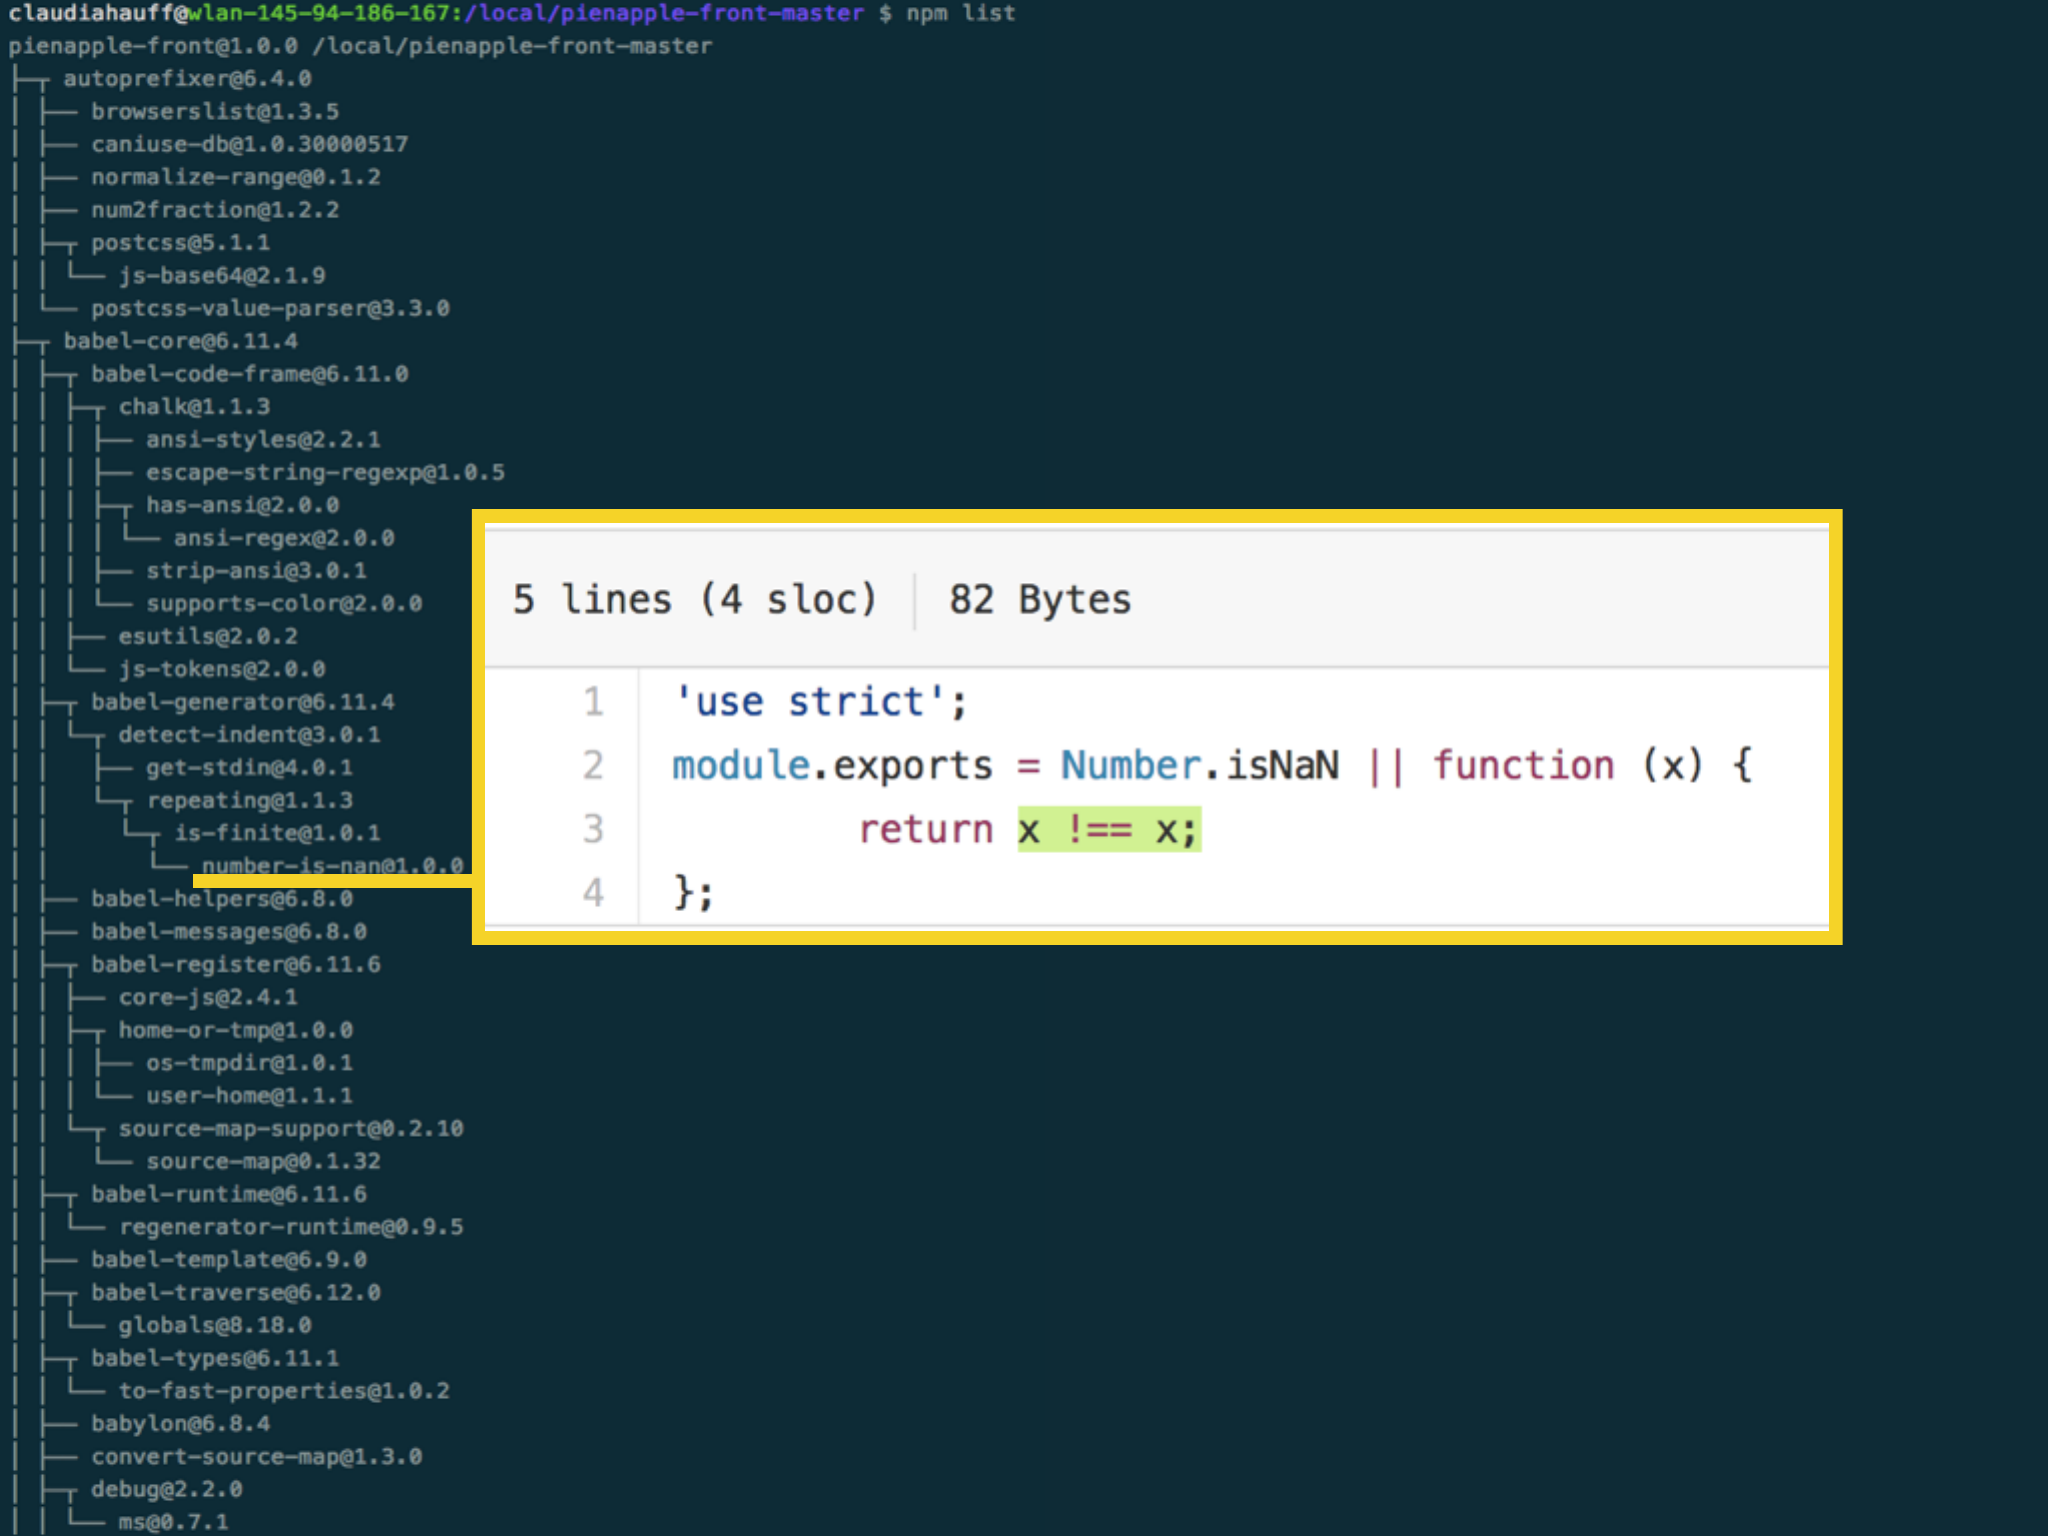 claudiahauff@wlan-145-94-186-167:/local/pienapple-front-master $ npm list
pienapple-front@1.0.0 /local/pienapple-front-master
├─┬ autoprefixer@6.4.0
│ ├── browserslist@1.3.5
│ ├── caniuse-db@1.0.30000517
│ ├── normalize-range@0.1.2
│ ├── num2fraction@1.2.2
│ ├─┬ postcss@5.1.1
│ │ └── js-base64@2.1.9
│ └── postcss-value-parser@3.3.0
├─┬ babel-core@6.11.4
│ ├─┬ babel-code-frame@6.11.0
│ │ ├─┬ chalk@1.1.3
│ │ │ ├── ansi-styles@2.2.1
│ │ │ ├── escape-string-regexp@1.0.5
│ │ │ ├─┬ has-ansi@2.0.0
│ │ │ │ └── ansi-regex@2.0.0
│ │ │ ├── strip-ansi@3.0.1
│ │ │ └── supports-color@2.0.0
│ │ ├── esutils@2.0.2
│ │ └── js-tokens@2.0.0
│ ├─┬ babel-generator@6.11.4
│ │ └─┬ detect-indent@3.0.1
│ │   ├── get-stdin@4.0.1
│ │   └─┬ repeating@1.1.3
│ │     └─┬ is-finite@1.0.1
│ │       └── number-is-nan@1.0.0
│ ├── babel-helpers@6.8.0
│ ├── babel-messages@6.8.0
│ ├─┬ babel-register@6.11.6
│ │ ├── core-js@2.4.1
│ │ ├─┬ home-or-tmp@1.0.0
│ │ │ ├── os-tmpdir@1.0.1
│ │ │ └── user-home@1.1.1
│ │ └─┬ source-map-support@0.2.10
│ │   └── source-map@0.1.32
│ ├─┬ babel-runtime@6.11.6
│ │ └── regenerator-runtime@0.9.5
│ ├── babel-template@6.9.0
│ ├─┬ babel-traverse@6.12.0
│ │ └── globals@8.18.0
│ ├─┬ babel-types@6.11.1
│ │ └── to-fast-properties@1.0.2
│ ├── babylon@6.8.4
│ ├── convert-source-map@1.3.0
│ ├─┬ debug@2.2.0
│ │ └── ms@0.7.1
5 lines (4 sloc) | 82 Bytes
1 'use strict';
2 module.exports = Number.isNaN || function (x) {
3         return x !== x;
4 };